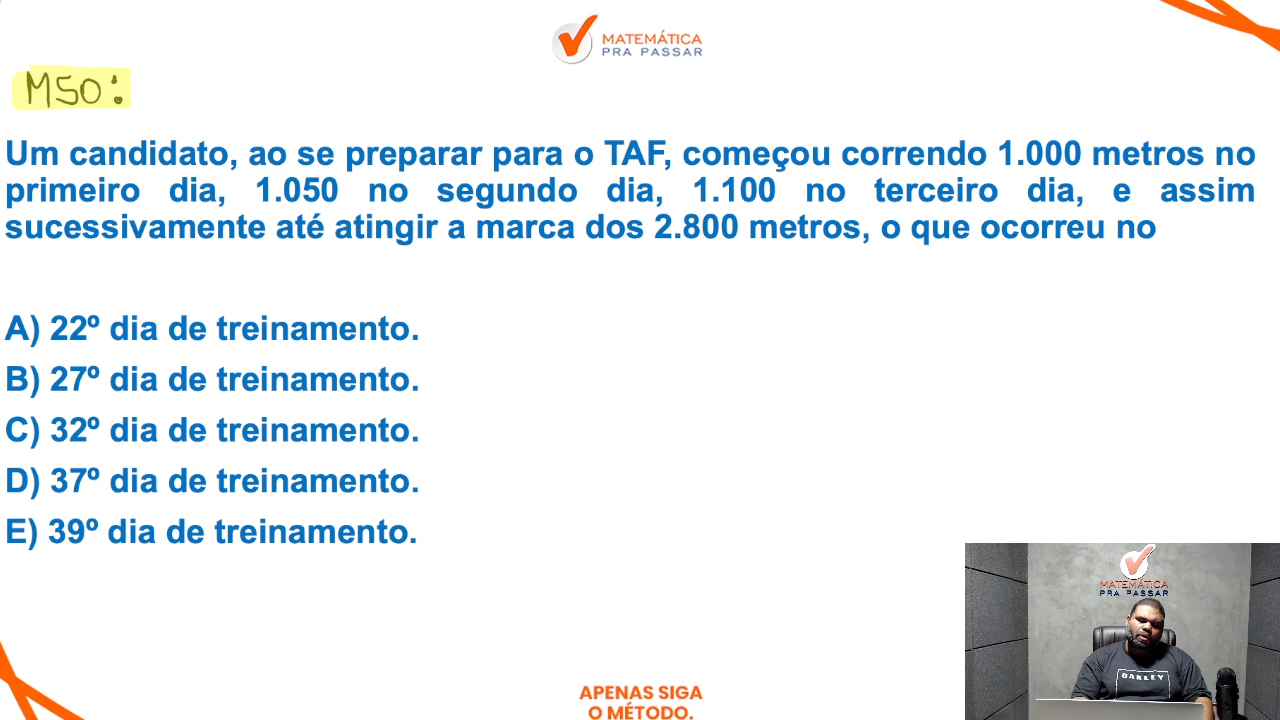 MATEMÁTICA
PRA PASSAR
M50:
Um candidato, ao se preparar para o TAF, começou correndo 1.000 metros no
primeiro dia, 1.050 no segundo dia, 1.100 no terceiro dia, e assim
sucessivamente até atingir a marca dos 2.800 metros, o que ocorreu no
A) 22º dia de treinamento.
B) 27º dia de treinamento.
C) 32º dia de treinamento.
D) 37º dia de treinamento.
E) 39º dia de treinamento.
MATEMÁTICA
PRA PASSAR
OAKLEY
APENAS SIGA
O MÉTODO.